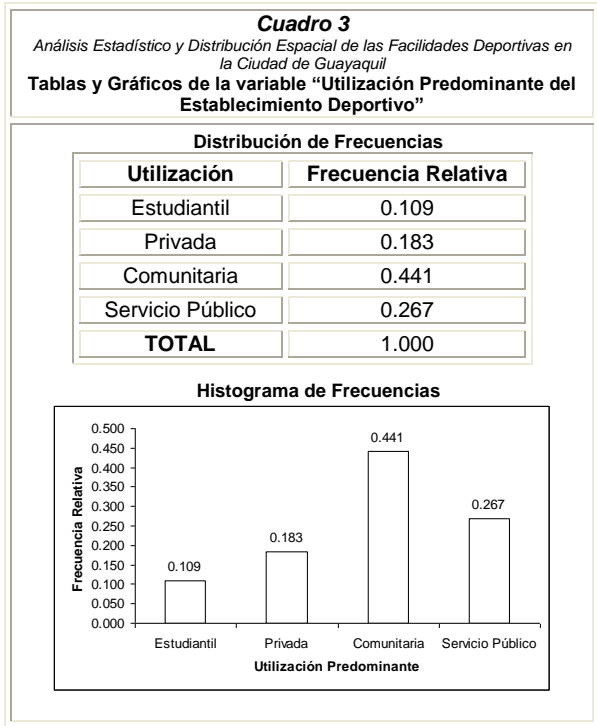 Cuadro 3
Análisis Estadístico y Distribución Espacial de las Facilidades Deportivas en
la Ciudad de Guayaquil
Tablas y Gráficos de la variable “Utilización Predominante del
Establecimiento Deportivo”
Distribución de Frecuencias
Utilización Frecuencia Relativa
Estudiantil 0.109
Privada 0.183
Comunitaria 0.441
Servicio Público 0.267
TOTAL 1.000
Histograma de Frecuencias
Frecuencia Relativa
0.500
0.450
0.400
0.350
0.300
0.250
0.200
0.150
0.100
0.050
0.000
0.109
0.183
0.441
0.267
Estudiantil Privada Comunitaria Servicio Público
Utilización Predominante